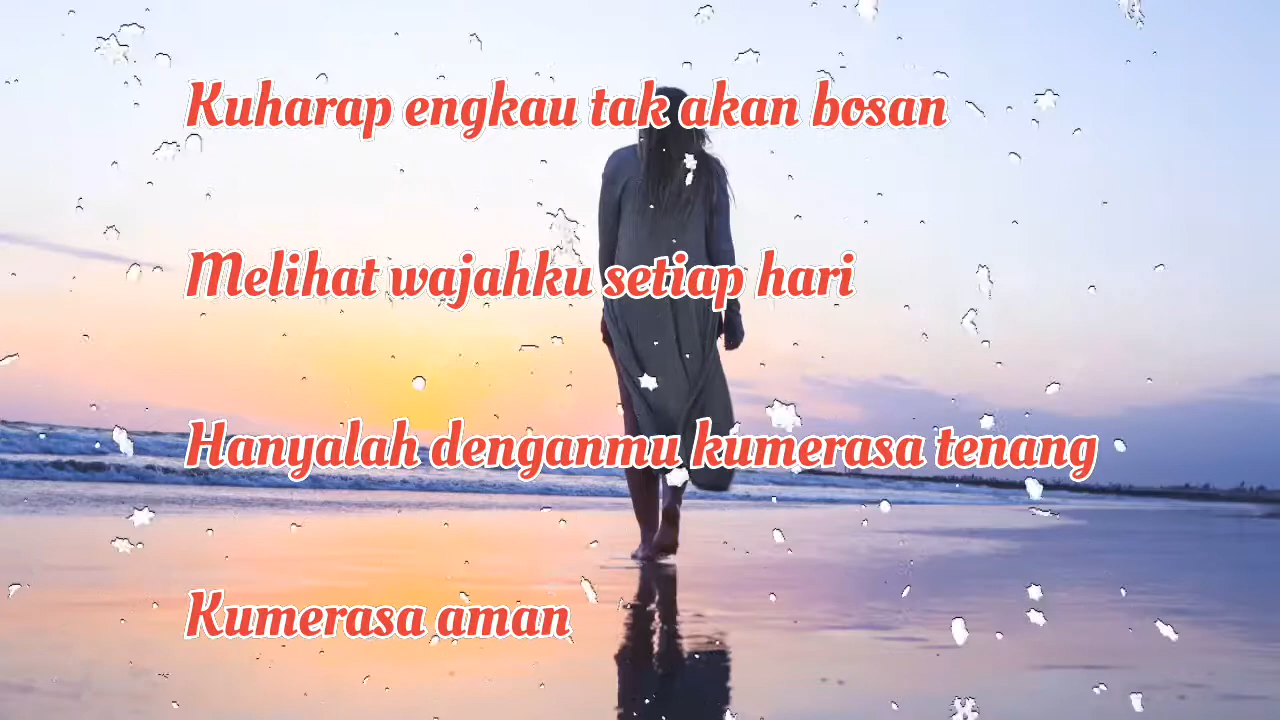 Kuharap engkau tak akan bosan
Melihat wajahku setiap hari
Hanyalah denganmu kumerasa tenang
Kumerasa aman